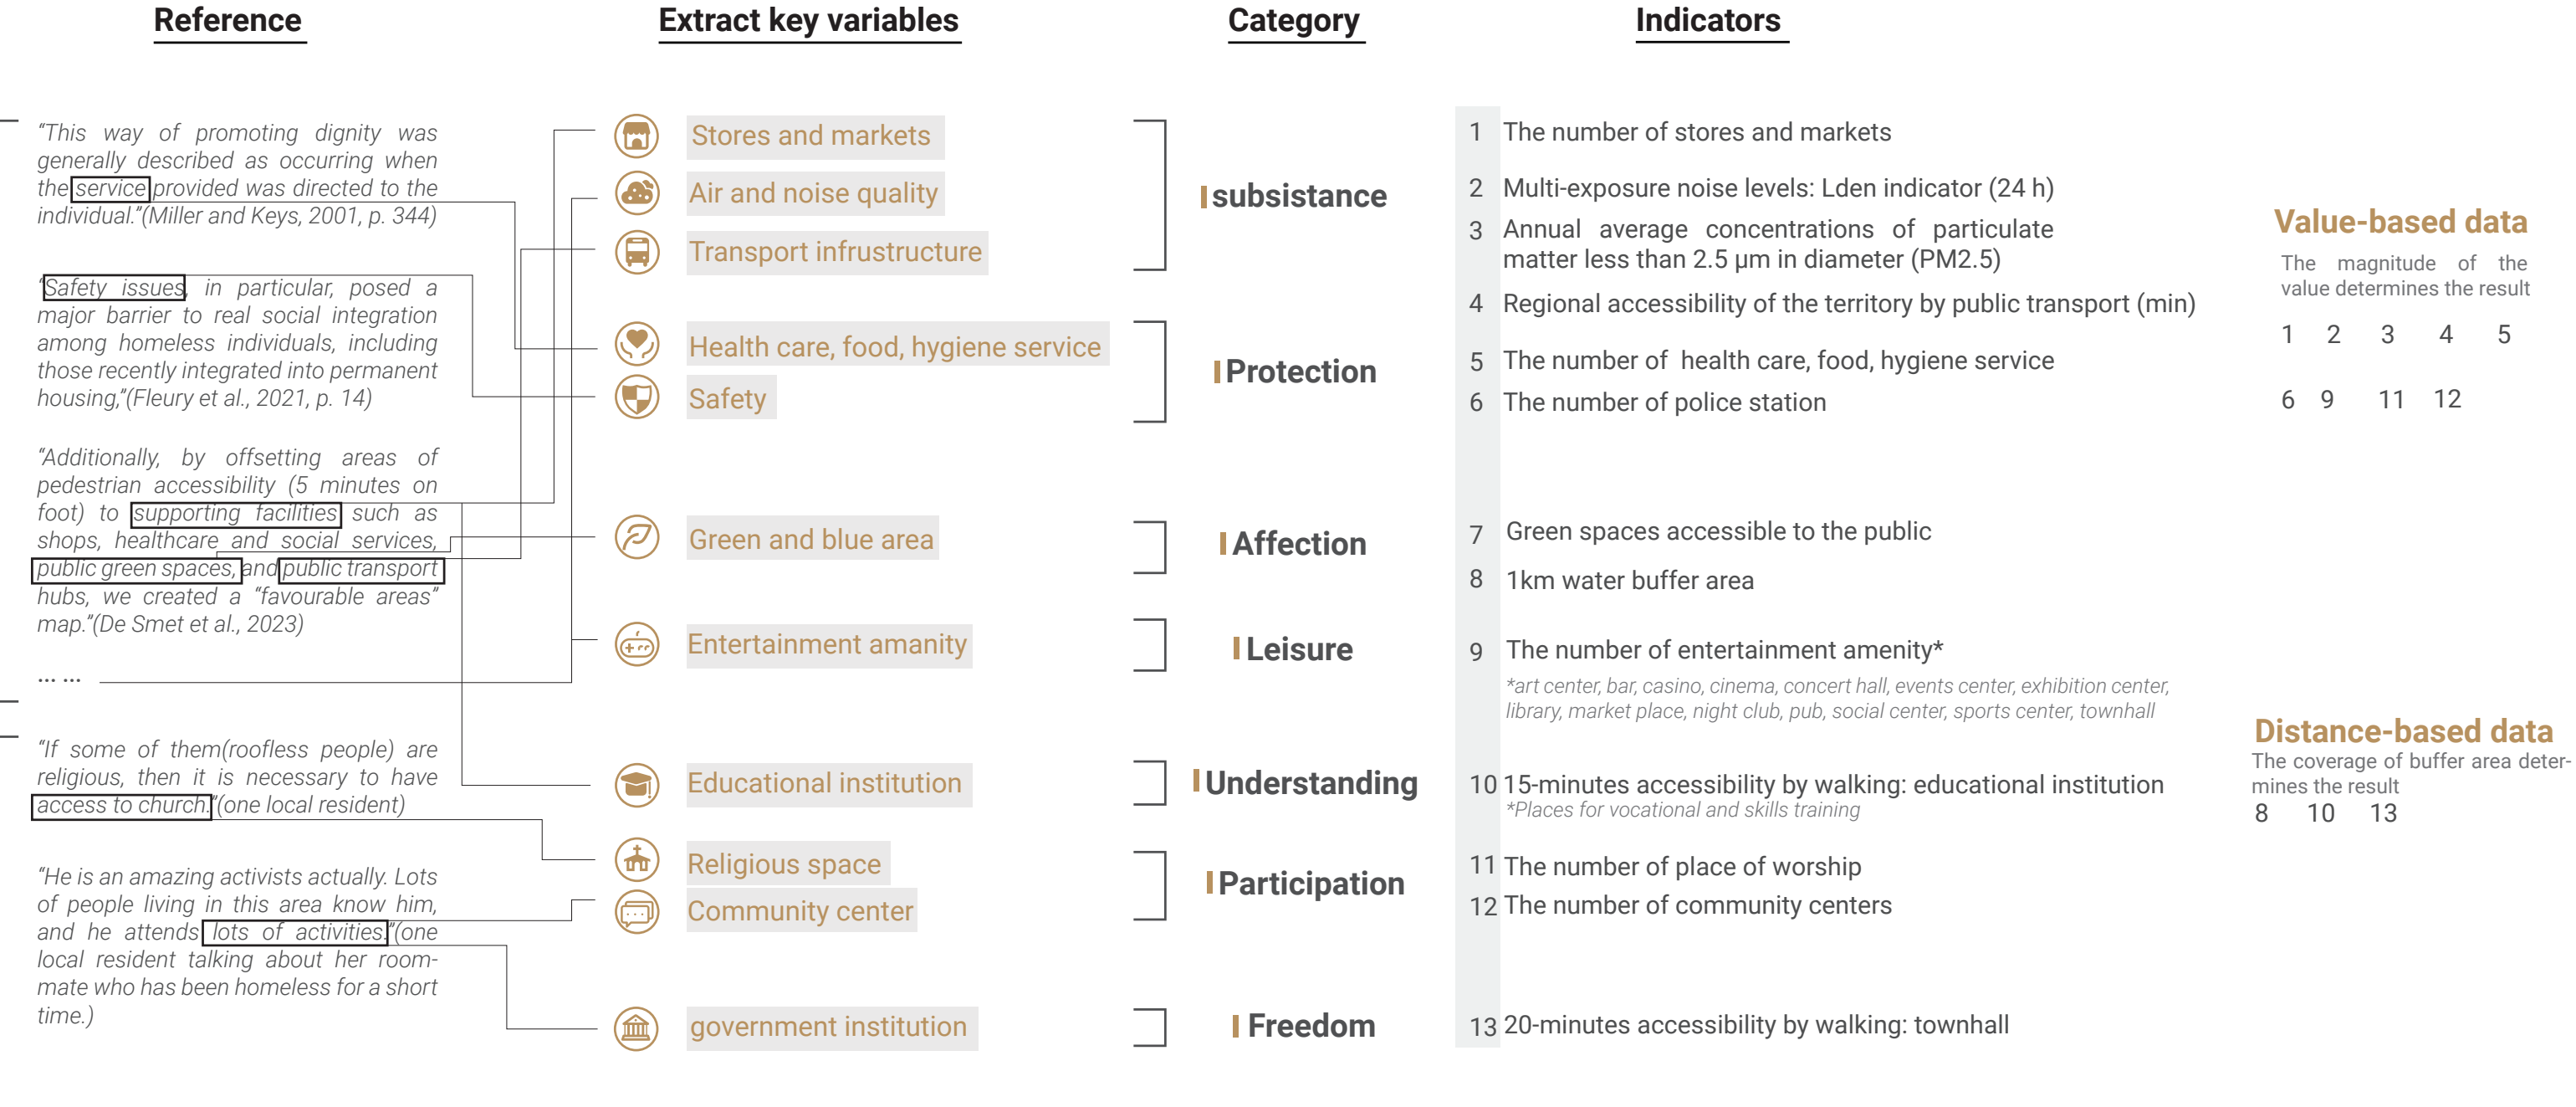 Reference
Extract key variables
Category
Indicators
“This way of promoting dignity was
generally described as occurring when
the service provided was directed to the
individual.”(Miller and Keys, 2001, p. 344)
“Safety issues, in particular, posed a
major barrier to real social integration
among homeless individuals, including
those recently integrated into permanent
housing,”(Fleury et al., 2021, p. 14)
“Additionally, by offsetting areas of
pedestrian accessibility (5 minutes on
foot) to supporting facilities such as
shops, healthcare and social services,
public green spaces, and public transport
hubs, we created a “favourable areas”
map.”(De Smet et al., 2023)
... ...
“If some of them(roofless people) are
religious, then it is necessary to have
access to church.”(one local resident)
“He is an amazing activists actually. Lots
of people living in this area know him,
and he attends lots of activities.”(one
local resident talking about her room-
mate who has been homeless for a short
time.)
Stores and markets
Air and noise quality
Transport infrustructure
Health care, food, hygiene service
Safety
Green and blue area
Entertainment amanity
Educational institution
Religious space
Community center
government institution
subsistance
Protection
Affection
Leisure
Understanding
Participation
Freedom
1 The number of stores and markets
2 Multi-exposure noise levels: Lden indicator (24 h)
3 Annual average concentrations of particulate
matter less than 2.5 µm in diameter (PM2.5)
4 Regional accessibility of the territory by public transport (min)
5 The number of health care, food, hygiene service
6 The number of police station
7 Green spaces accessible to the public
8 1km water buffer area
9 The number of entertainment amenity*
*art center, bar, casino, cinema, concert hall, events center, exhibition center,
library, market place, night club, pub, social center, sports center, townhall
10 15-minutes accessibility by walking: educational institution
*Places for vocational and skills training
11 The number of place of worship
12 The number of community centers
13 20-minutes accessibility by walking: townhall
Value-based data
The magnitude of the
value determines the result
1 2 3 4 5
6 9 11 12
Distance-based data
The coverage of buffer area deter-
mines the result
8 10 13